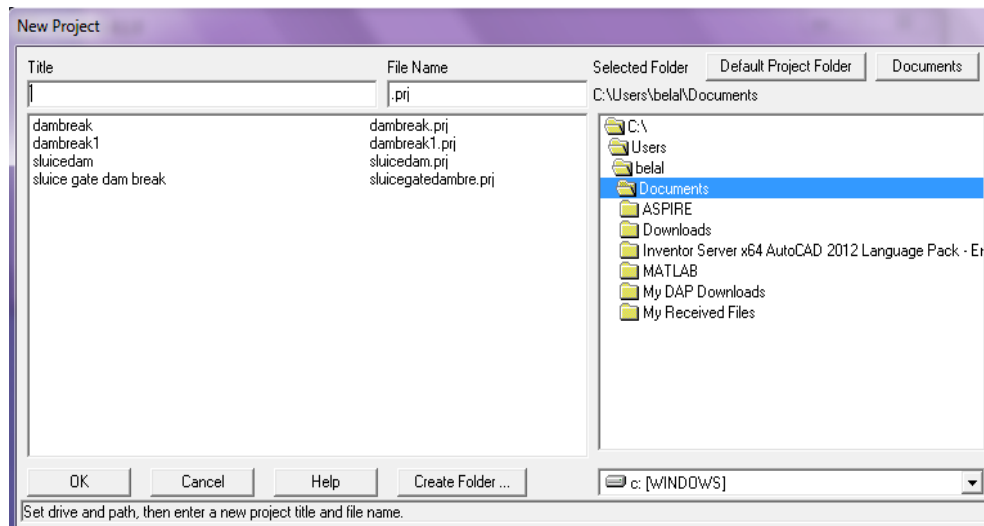 New Project
Title File Name Selected Folder Default Project Folder Documents
.prj C:\Users\belal\Documents
dambreak dambreak.prj
dambreak1 dambreak1.prj
sluicedam sluicedam.prj
sluice gate dam break sluicegatedambre.prj
C:\
Users
belal
Documents
ASPIRE
Downloads
Inventor Server x64 AutoCAD 2012 Language Pack - Er
MATLAB
My DAP Downloads
My Received Files
OK Cancel Help Create Folder ... c: [WINDOWS]
Set drive and path, then enter a new project title and file name.